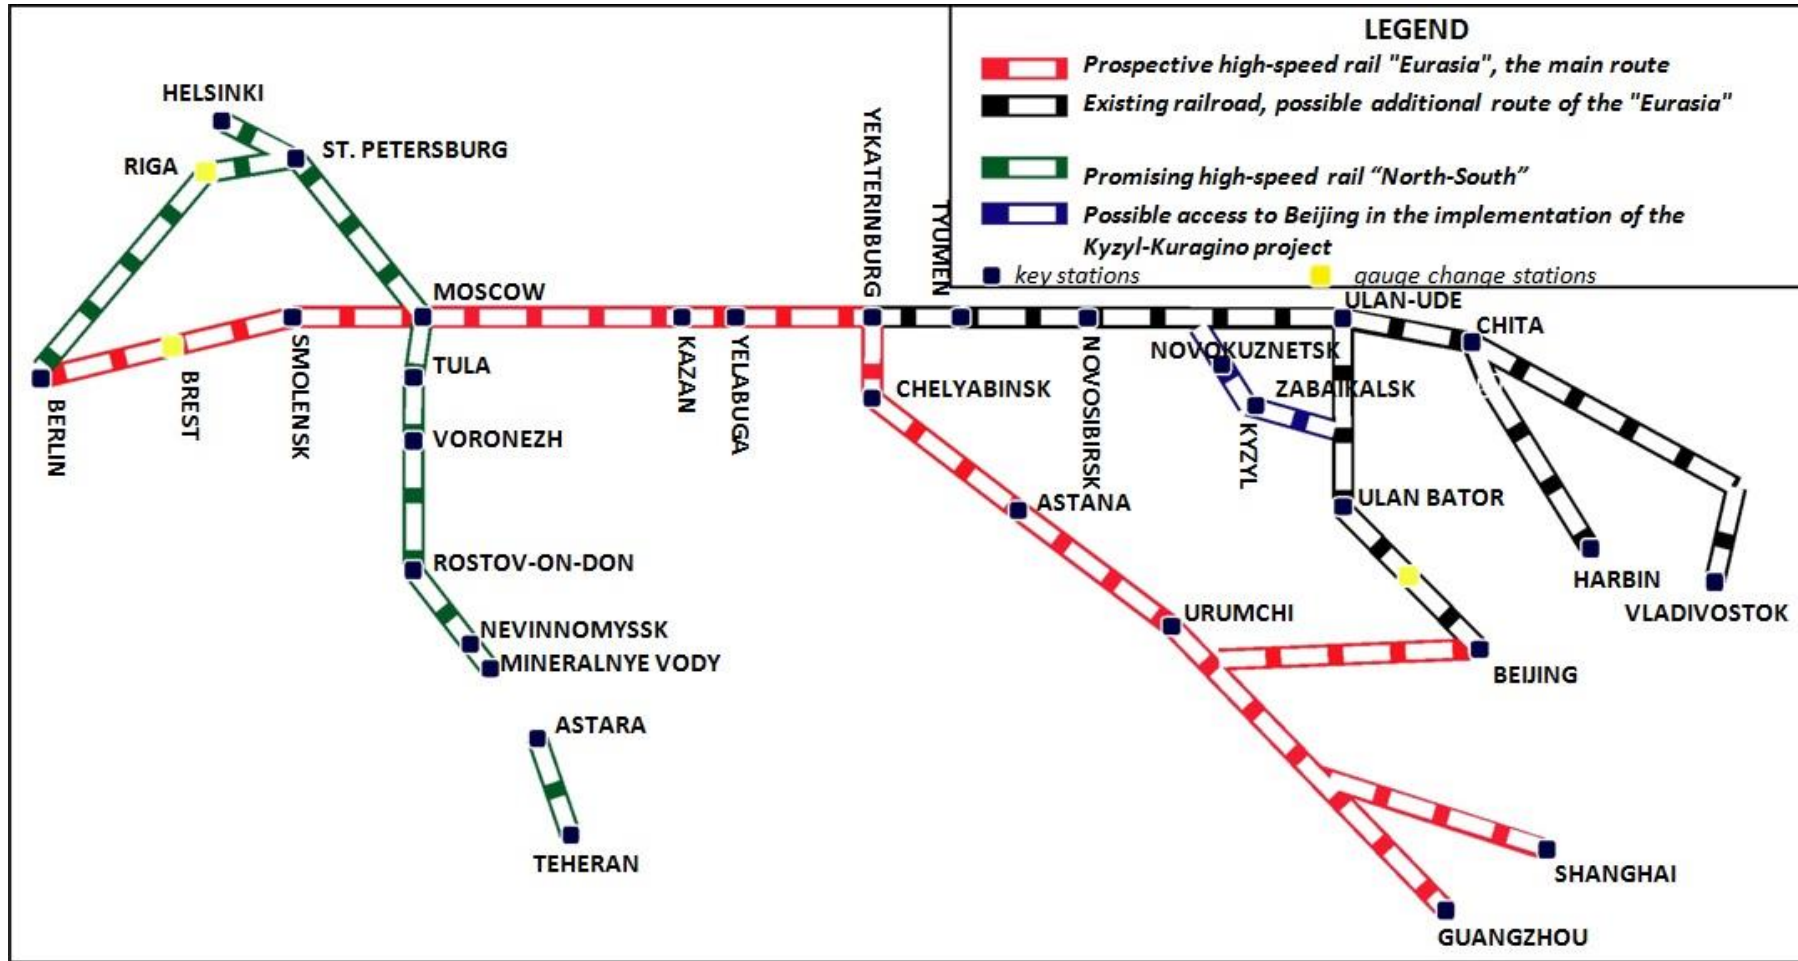 LEGEND
Prospective high-speed rail "Eurasia", the main route
Existing railroad, possible additional route of the "Eurasia"
Promising high-speed rail “North-South”
Possible access to Beijing in the implementation of the
Kyzyl-Kuragino project
key stations
gauge change stations
HELSINKI
RIGA
ST. PETERSBURG
MOSCOW
BERLIN
BREST
SMOLENSK
TULA
VORONEZH
ROSTOV-ON-DON
NEVINNOMYSSK
MINERALNYE VODY
ASTARA
TEHERAN
KAZAN
YELABUGA
YEKATERINBURG
TYUMEN
CHELYABINSK
NOVOSIBIRSK
NOVOKUZNETSK
ZABAIKALSK
KYZYL
ULAN-UDE
CHITA
ASTANA
ULAN BATOR
URUMCHI
HARBIN
VLADIVOSTOK
BEIJING
SHANGHAI
GUANGZHOU